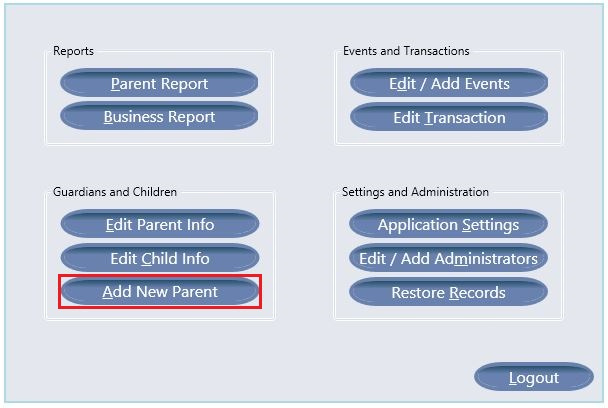 Reports
Parent Report
Business Report
Events and Transactions
Edit / Add Events
Edit Transaction
Guardians and Children
Edit Parent Info
Edit Child Info
Add New Parent
Settings and Administration
Application Settings
Edit / Add Administrators
Restore Records
Logout